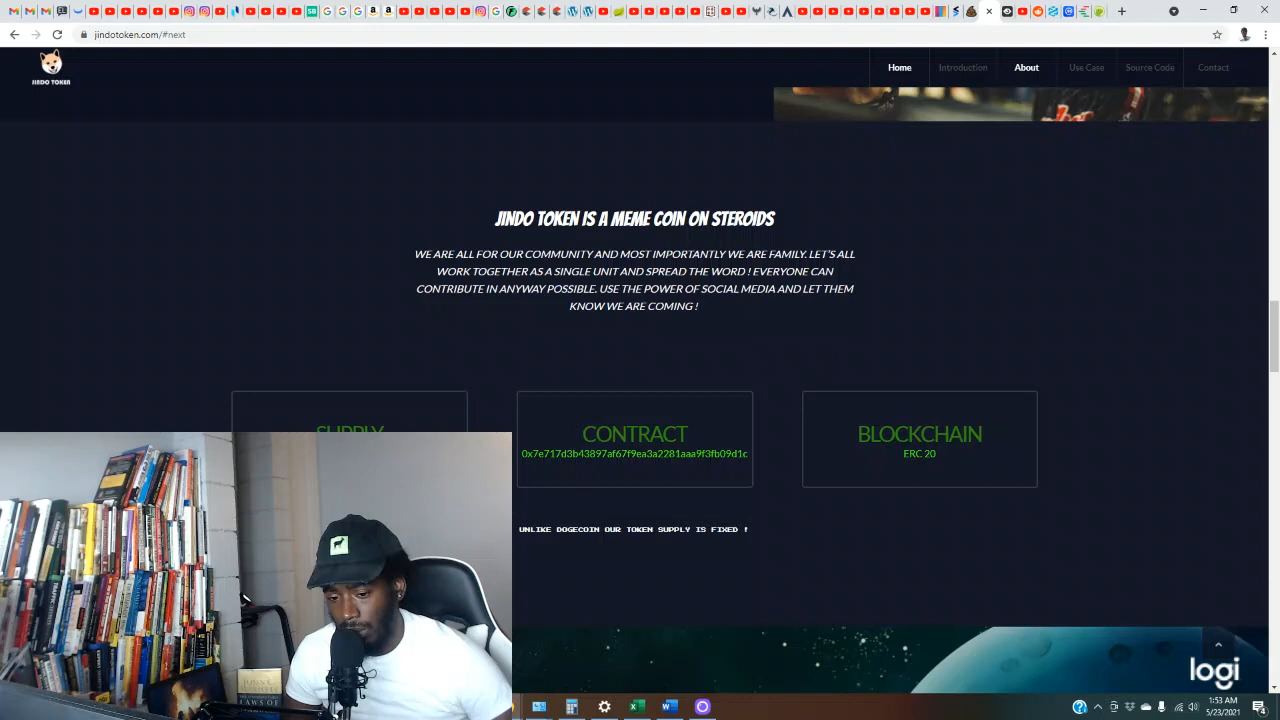 jindotoken.com/#next
JINDO TOKEN
Home
Introduction
About
Use Case
Source Code
Contact
JINDO TOKEN IS A MEME COIN ON STEROIDS
WE ARE ALL FOR OUR COMMUNITY AND MOST IMPORTANTLY WE ARE FAMILY. LET'S ALL
WORK TOGETHER AS A SINGLE UNIT AND SPREAD THE WORD ! EVERYONE CAN
CONTRIBUTE IN ANYWAY POSSIBLE. USE THE POWER OF SOCIAL MEDIA AND LET THEM
KNOW WE ARE COMING !
SUPPLY
CONTRACT
0x7e717d3b43897af67f9ea3a2281aaa9f3fb09d1c
BLOCKCHAIN
ERC 20
UNLIKE DOGECOIN OUR TOKEN SUPPLY IS FIXED !
LAWS OF
logi
1:53 AM
5/23/2021